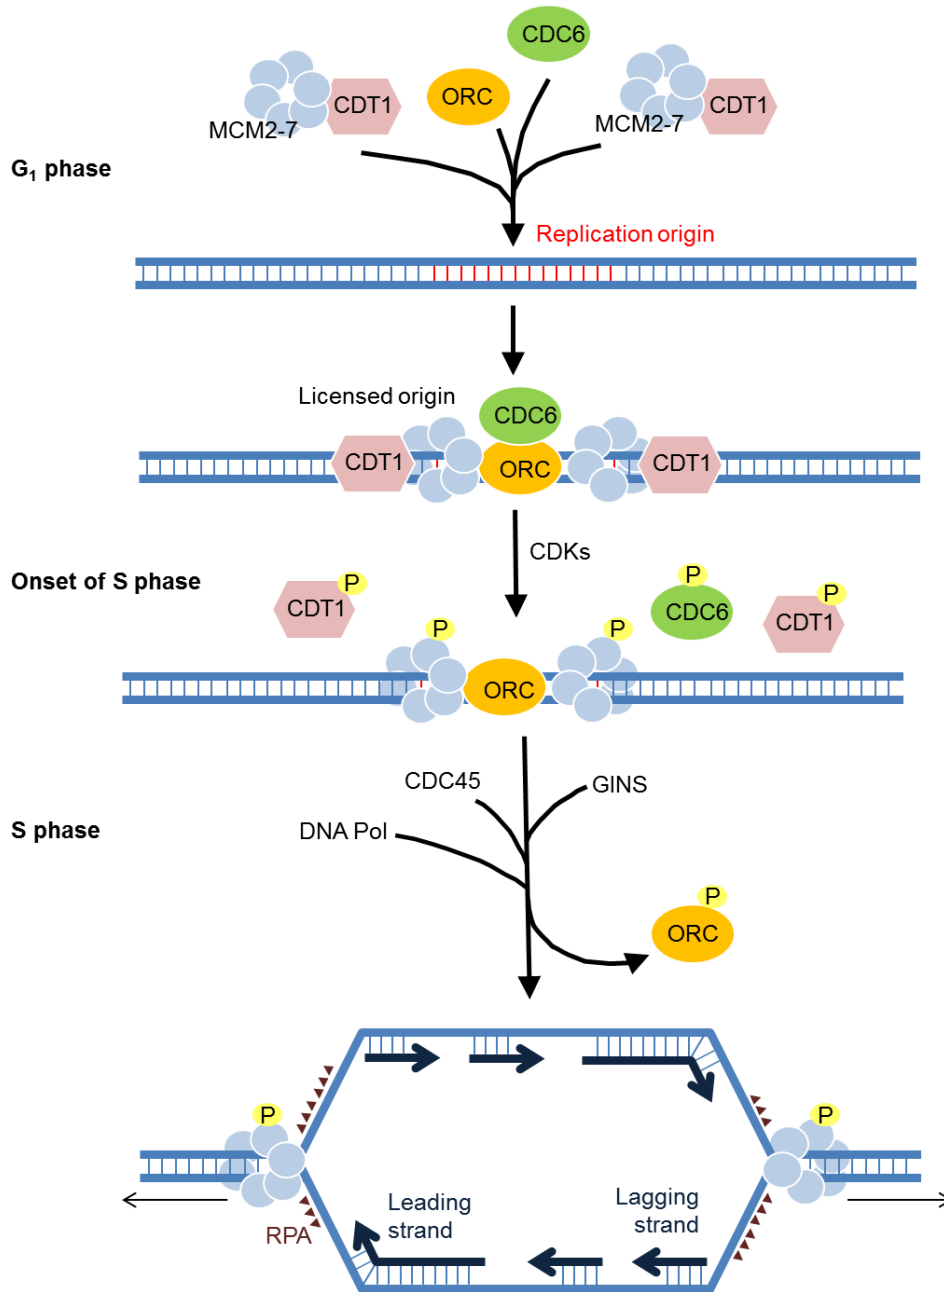 CDC6
CDT1
ORC
CDT1
MCM2-7
MCM2-7
G₁ phase
Replication origin
Licensed origin
CDC6
CDT1
ORC
CDT1
CDKs
Onset of S phase
P
CDT1
P
CDC6
P
CDT1
P
P
ORC
CDC45
GINS
S phase
DNA Pol
P
ORC
P
P
Leading
strand
Lagging
strand
RPA